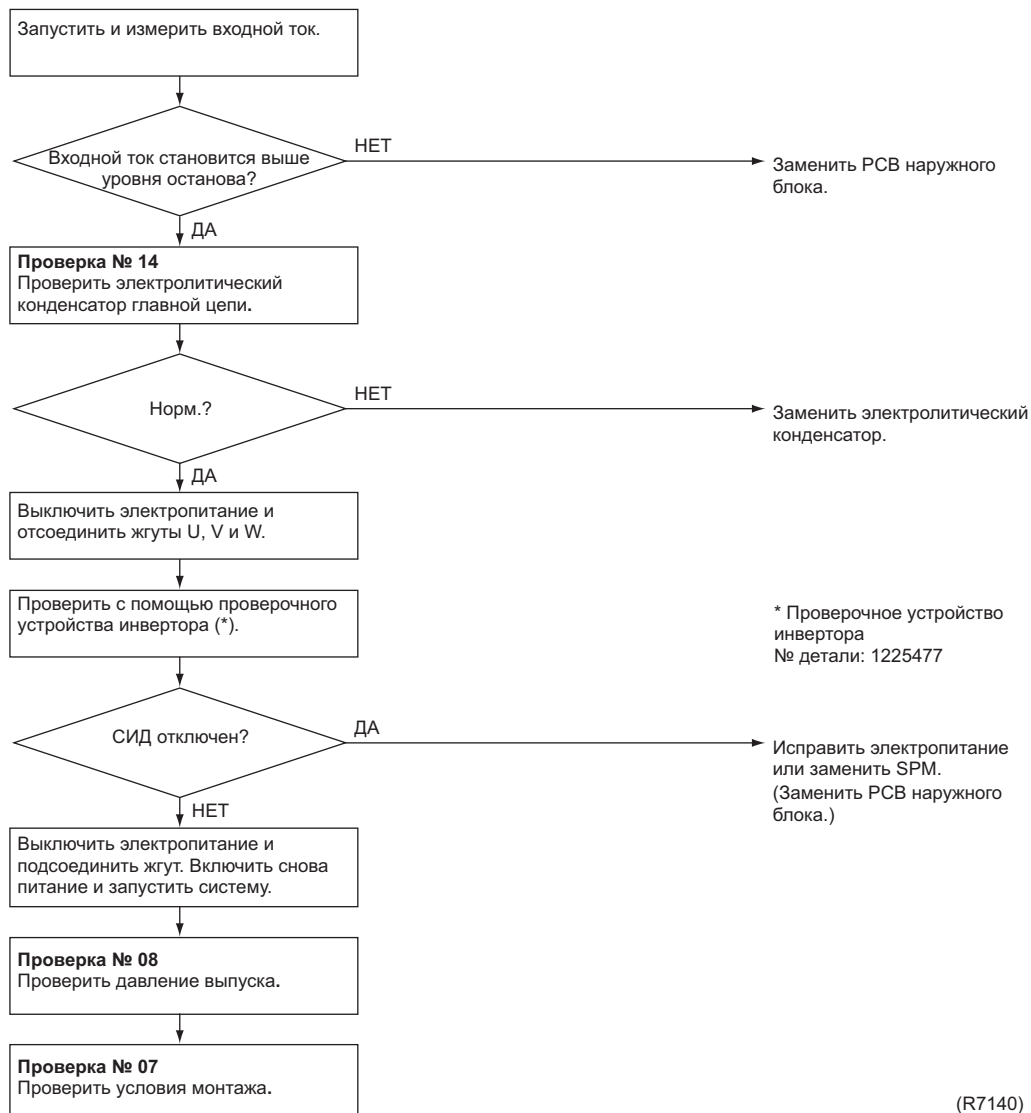 Запустить и измерить входной ток.
Входной ток становится выше
уровня останова?
НЕТ
Заменить PCB наружного
блока.
ДА
Проверка № 14
Проверить электролитический
конденсатор главной цепи.
Норм.?
НЕТ
Заменить электролитический
конденсатор.
ДА
Выключить электропитание и
отсоединить жгуты U, V и W.
Проверить с помощью проверочного
устройства инвертора (*).
* Проверочное устройство
инвертора
№ детали: 1225477
СИД отключен?
ДА
Исправить электропитание
или заменить SPM.
(Заменить PCB наружного
блока.)
НЕТ
Выключить электропитание и
подсоединить жгут. Включить снова
питание и запустить систему.
Проверка № 08
Проверить давление выпуска.
Проверка № 07
Проверить условия монтажа.
(R7140)